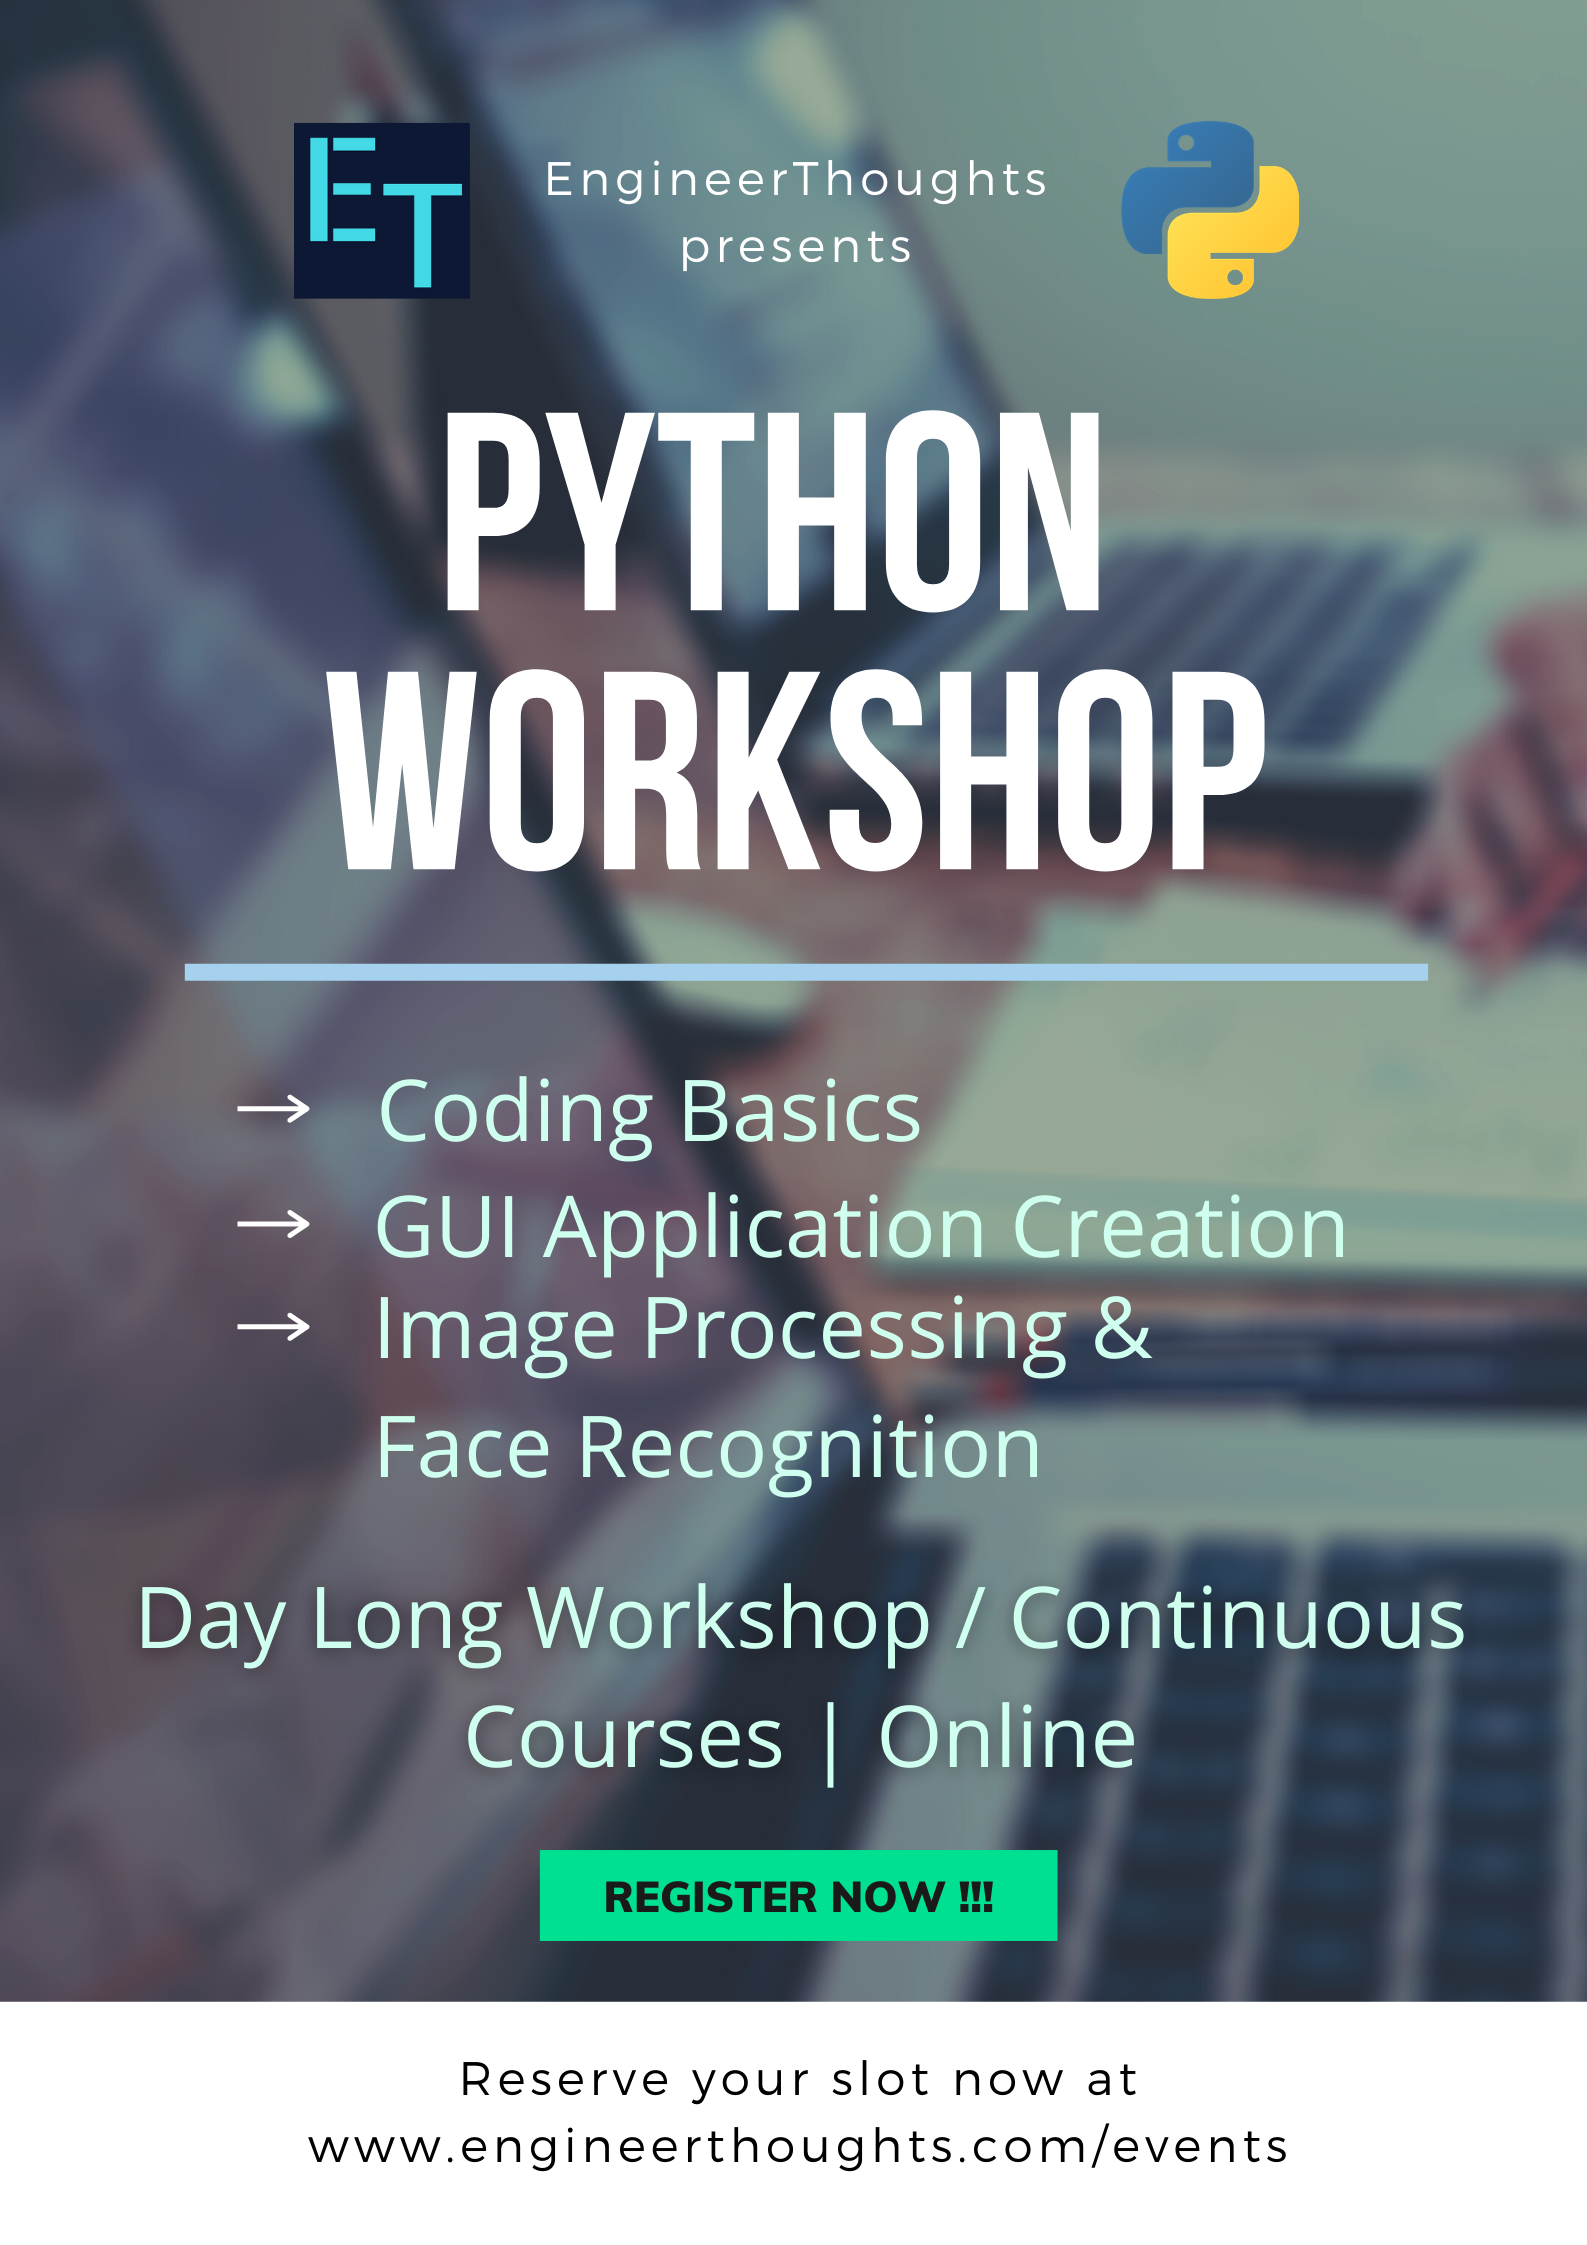 ET
EngineerThoughts
presents
PYTHON
WORKSHOP
→ Coding Basics
→ GUI Application Creation
→ Image Processing &
Face Recognition
Day Long Workshop / Continuous
Courses | Online
REGISTER NOW !!!
Reserve your slot now at
www.engineerthoughts.com/events